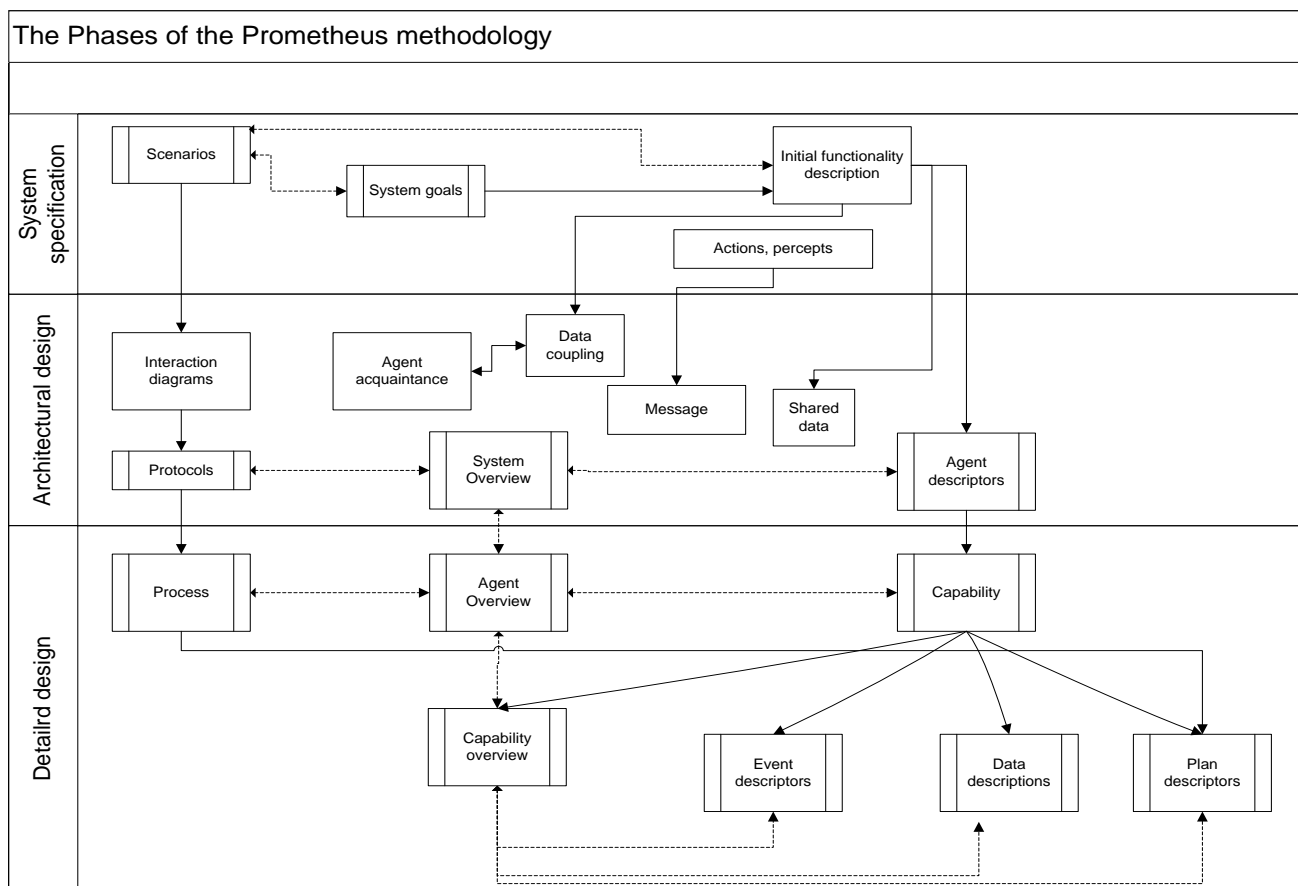 The Phases of the Prometheus methodology
System
specification
Scenarios
System goals
Initial functionality
description
Actions, percepts
Architectural design
Interaction
diagrams
Agent
acquaintance
Data
coupling
Message
Shared
data
Protocols
System
Overview
Agent
descriptors
Detailrd design
Process
Agent
Overview
Capability
Capability
overview
Event
descriptors
Data
descriptions
Plan
descriptors